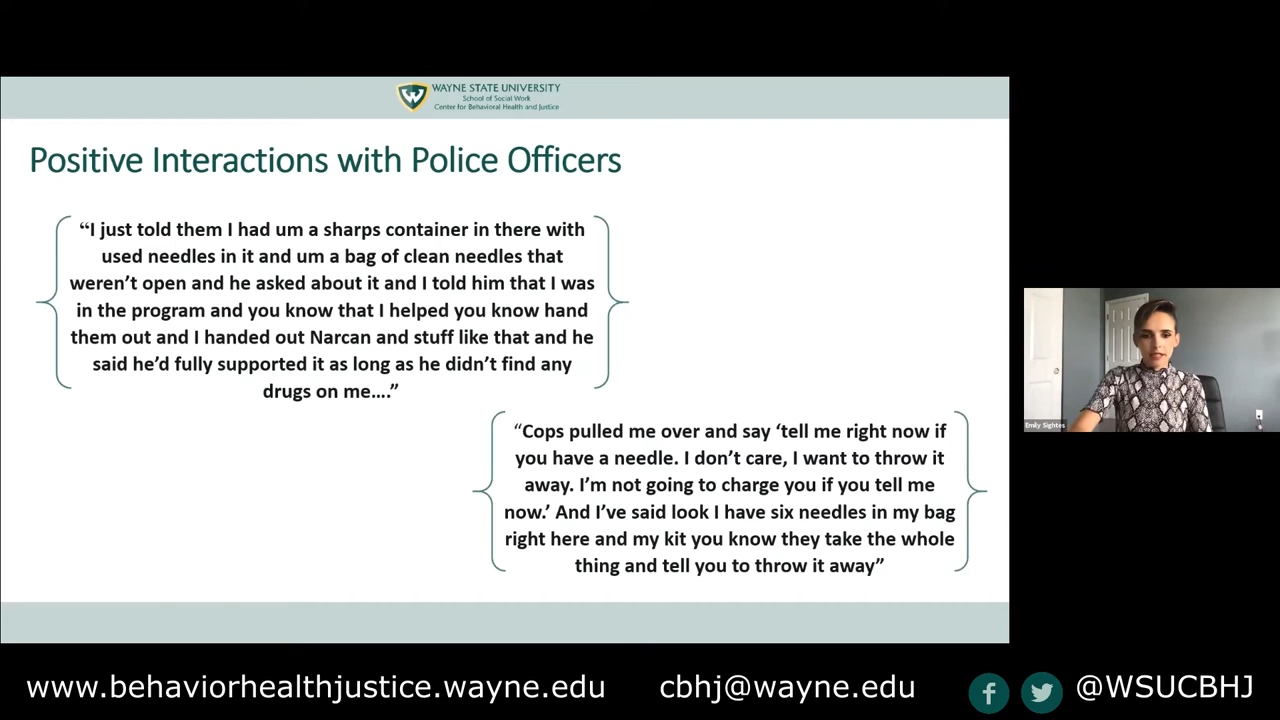 WAYNE STATE UNIVERSITY
School of Social Work
Center for Behavioral Health and Justice
Positive Interactions with Police Officers
“I just told them I had um a sharps container in there with
used needles in it and um a bag of clean needles that
weren’t open and he asked about it and I told him that I was
in the program and you know that I helped you know hand
them out and I handed out Narcan and stuff like that and he
said he’d fully supported it as long as he didn’t find any
drugs on me….”
“Cops pulled me over and say ‘tell me right now if
you have a needle. I don’t care, I want to throw it
away. I’m not going to charge you if you tell me
now.’ And I’ve said look I have six needles in my bag
right here and my kit you know they take the whole
thing and tell you to throw it away”
Emily Sightes
www.behaviorhealthjustice.wayne.edu
cbhj@wayne.edu
@WSUCBHJ